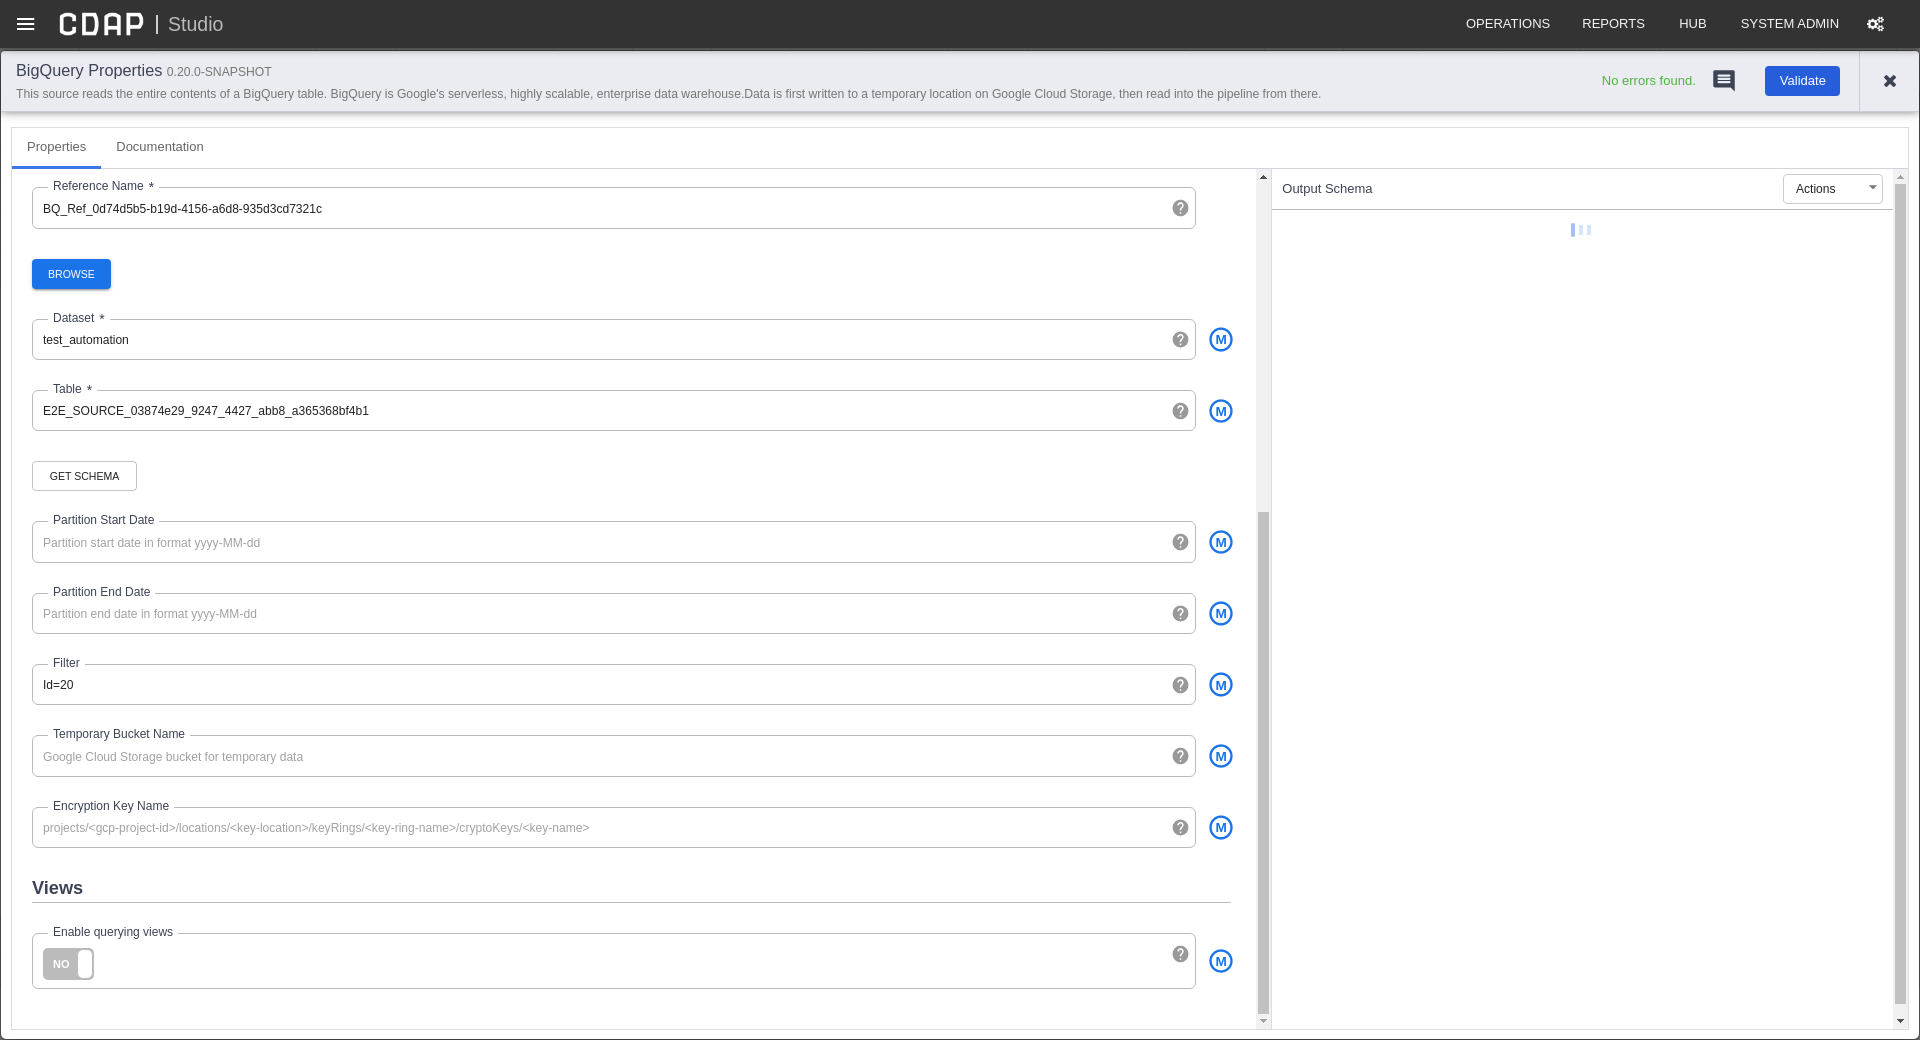 CDAP | Studio
OPERATIONS REPORTS HUB SYSTEM ADMIN
BigQuery Properties 0.20.0-SNAPSHOT
This source reads the entire contents of a BigQuery table. BigQuery is Google's serverless, highly scalable, enterprise data warehouse.Data is first written to a temporary location on Google Cloud Storage, then read into the pipeline from there.
No errors found.
Validate
Properties Documentation
Reference Name *
BQ_Ref_0d74d5b5-b19d-4156-a6d8-935d3cd7321c
?
BROWSE
Dataset *
test_automation
? M
Table *
E2E_SOURCE_03874e29_9247_4427_abb8_a365368bf4b1
? M
GET SCHEMA
Partition Start Date
Partition start date in format yyyy-MM-dd
? M
Partition End Date
Partition end date in format yyyy-MM-dd
? M
Filter
Id=20
? M
Temporary Bucket Name
Google Cloud Storage bucket for temporary data
? M
Encryption Key Name
projects/<gcp-project-id>/locations/<key-location>/keyRings/<key-ring-name>/cryptoKeys/<key-name>
? M
Views
Enable querying views
NO
? M
Output Schema
Actions